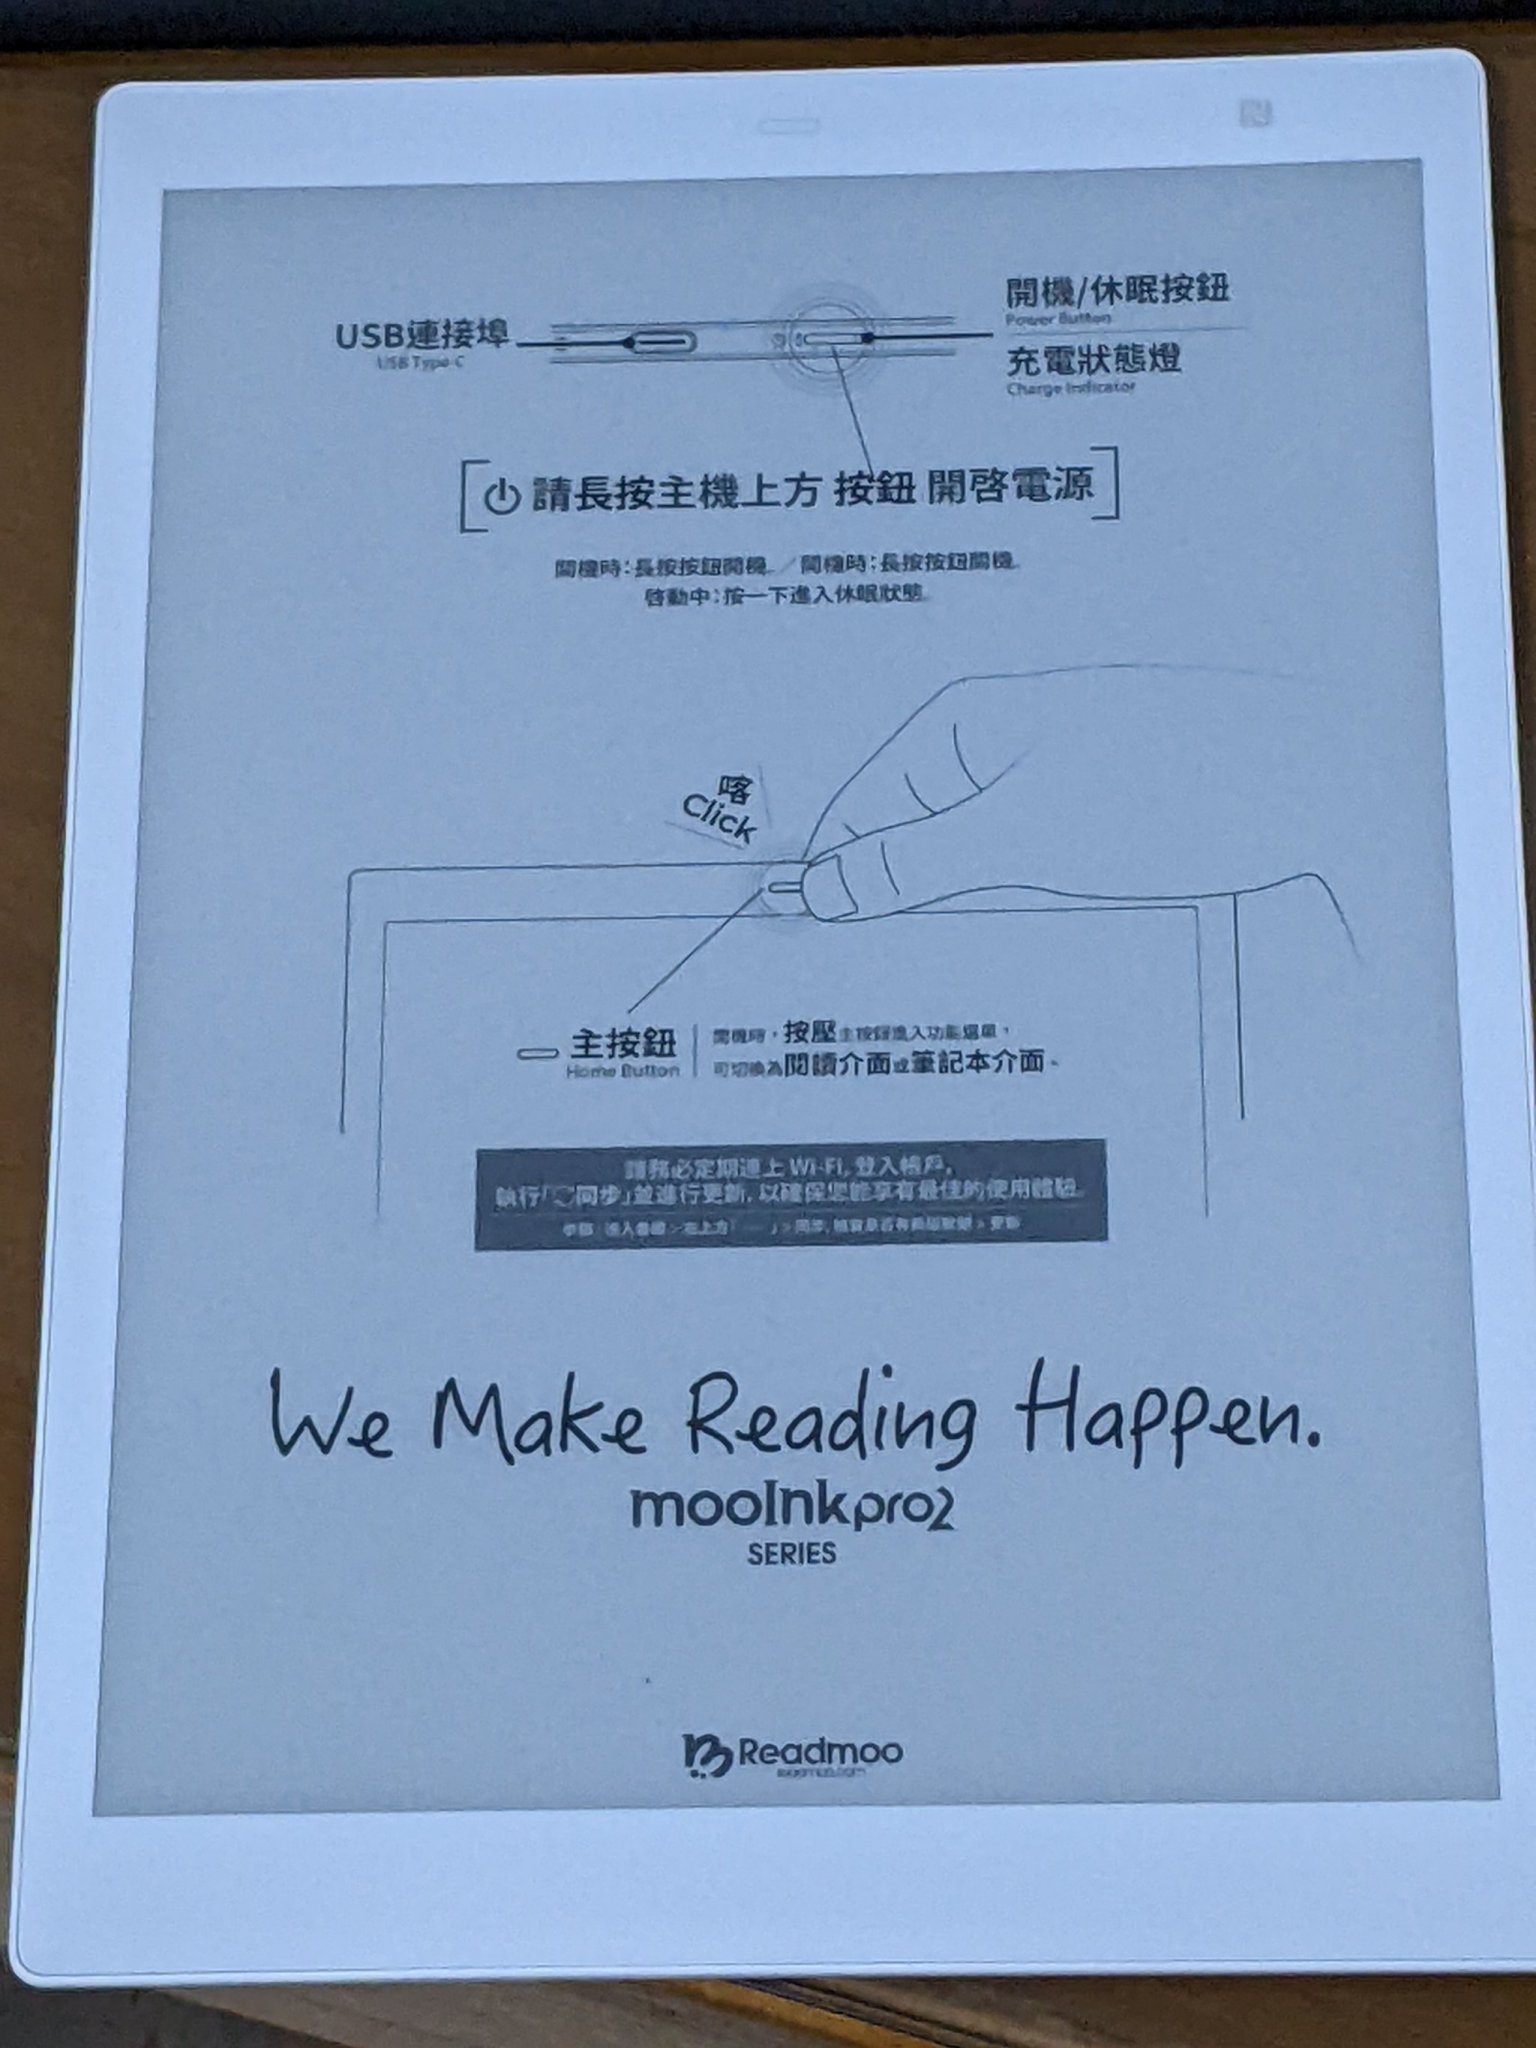 USB連接埠
USB Type-C
開機/休眠按鈕
Power Button
充電狀態燈
Charge Indicator
請長按主機上方 按鈕 開啓電源
關機時:長按按鈕開機 / 開機時:長按按鈕關機
啓動中:按一下進入休眠狀態
喀
Click
主按鈕
Home Button
開機時,按壓主按鈕進入功能選單,
可切換為閱讀介面或筆記本介面。
請務必定期連上 Wi-Fi, 登入帳戶,
執行「同步」並進行更新, 以確保您能享有最佳的使用體驗
We Make Reading Happen.
mooInk pro2
SERIES
Readmoo